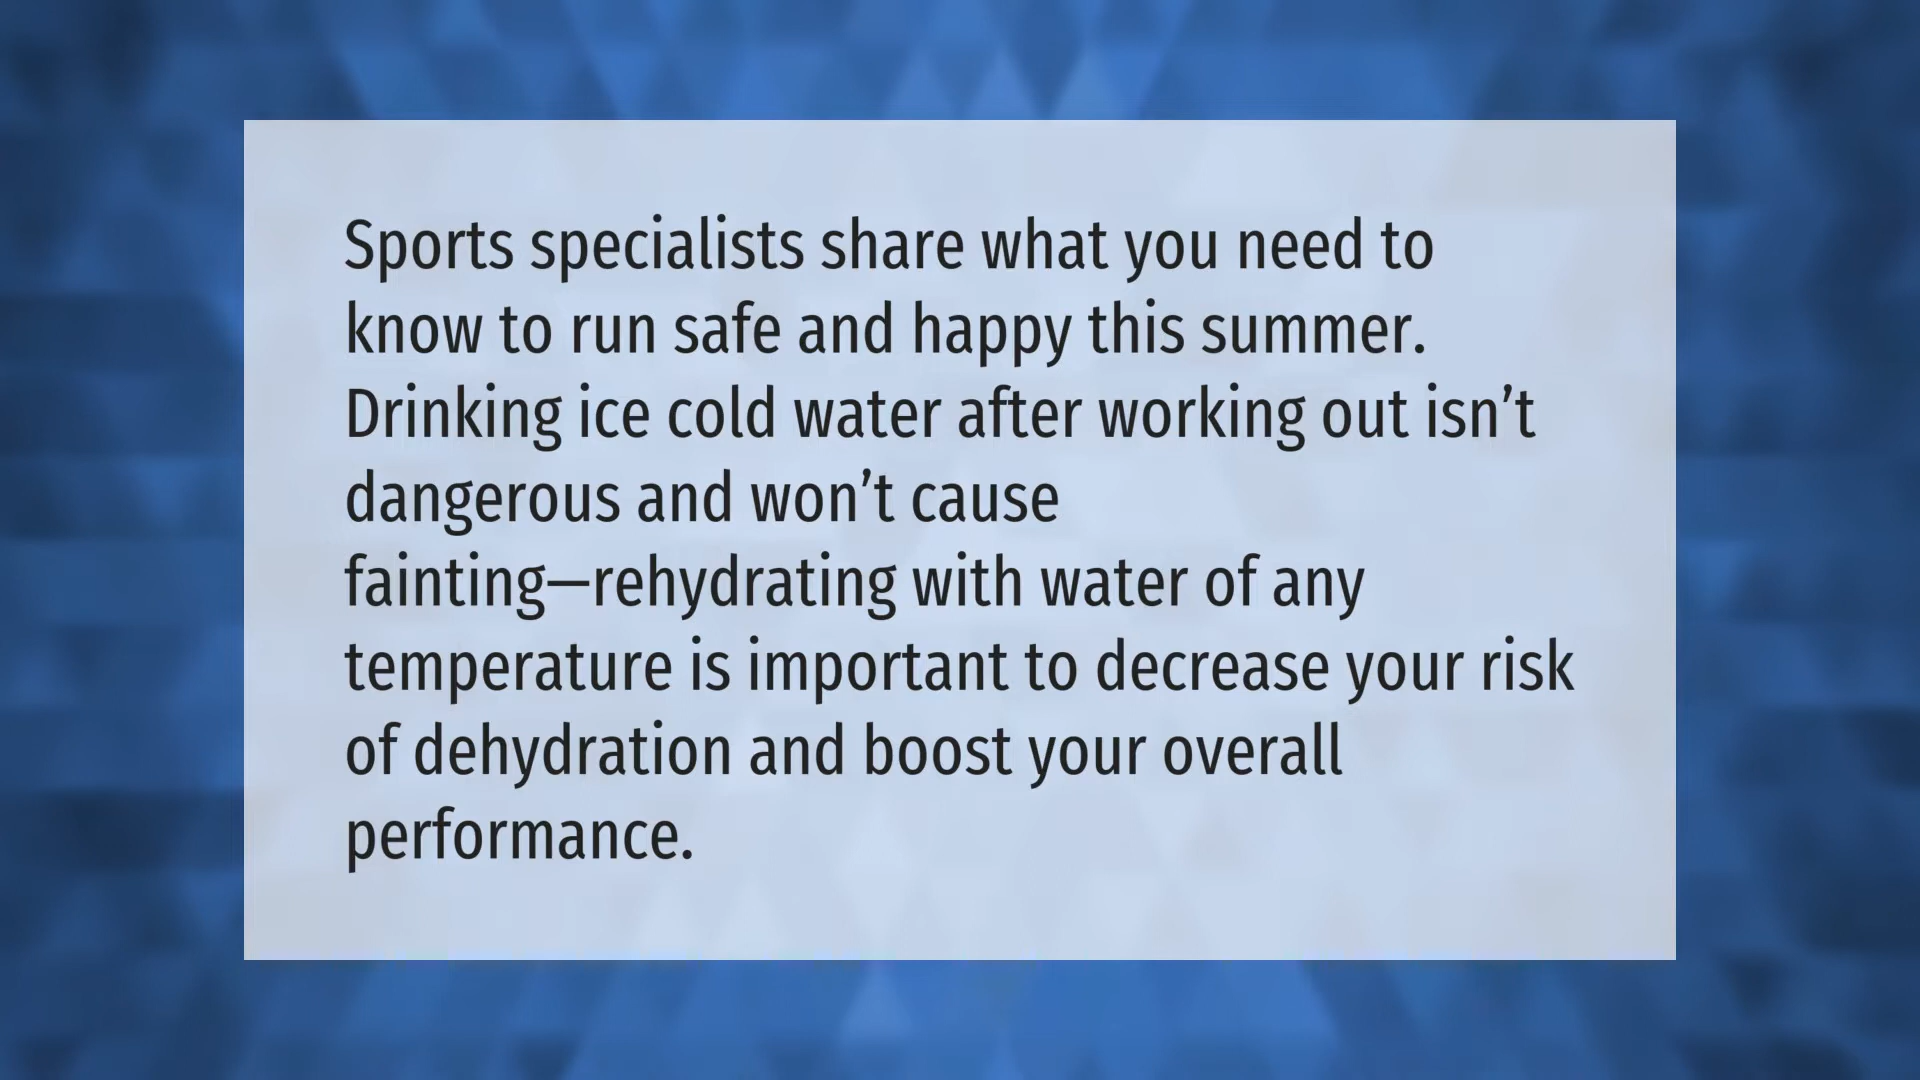 Sports specialists share what you need to
know to run safe and happy this summer.
Drinking ice cold water after working out isn’t
dangerous and won’t cause
fainting—rehydrating with water of any
temperature is important to decrease your risk
of dehydration and boost your overall
performance.